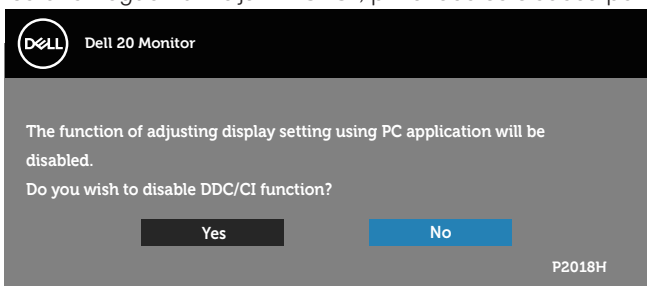 DELL
Dell 20 Monitor
The function of adjusting display setting using PC application will be
disabled.
Do you wish to disable DDC/CI function?
Yes No
P2018H